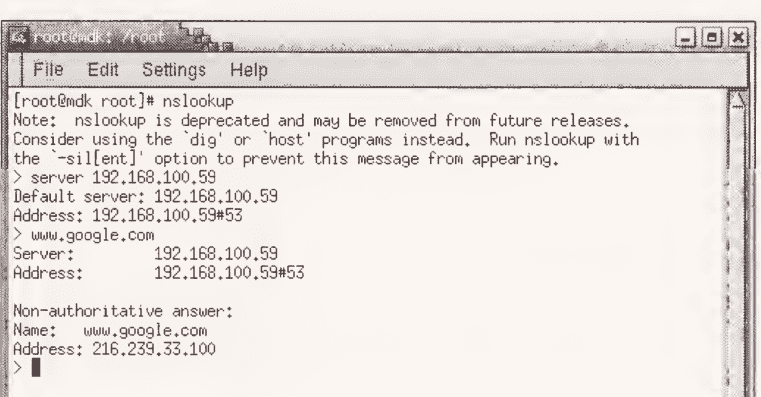 root@mdk: /root
File Edit Settings Help
[root@mdk root]# nslookup
Note: nslookup is deprecated and may be removed from future releases.
Consider using the `dig' or `host' programs instead. Run nslookup with
the `-sil[ent]' option to prevent this message from appearing.
> server 192.168.100.59
Default server: 192.168.100.59
Address: 192.168.100.59#53
> www.google.com
Server: 192.168.100.59
Address: 192.168.100.59#53
Non-authoritative answer:
Name: www.google.com
Address: 216.239.33.100
>